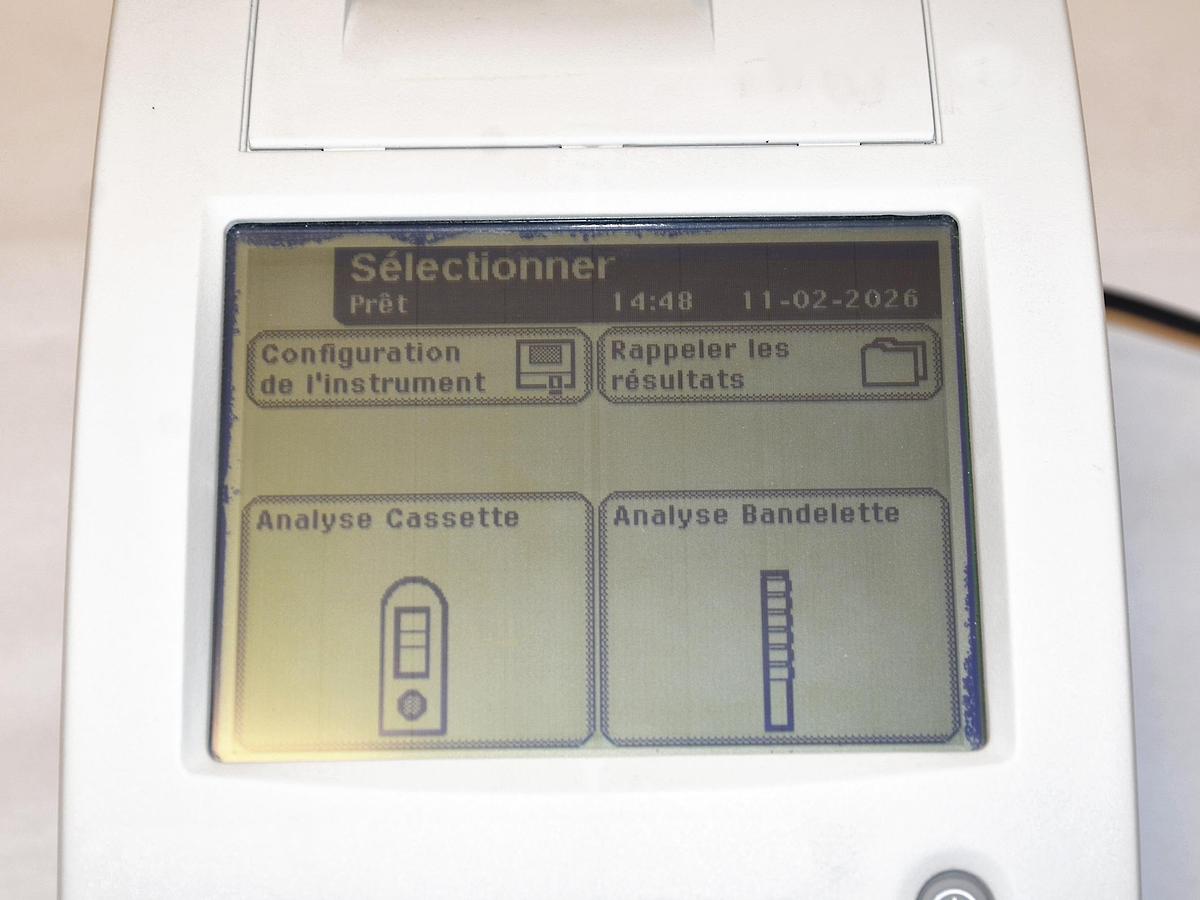 Sélectionner
Prêt 14:48 11-02-2026
Configuration
de l'instrument
Rappeler les
résultats
Analyse Cassette
Analyse Bandelette